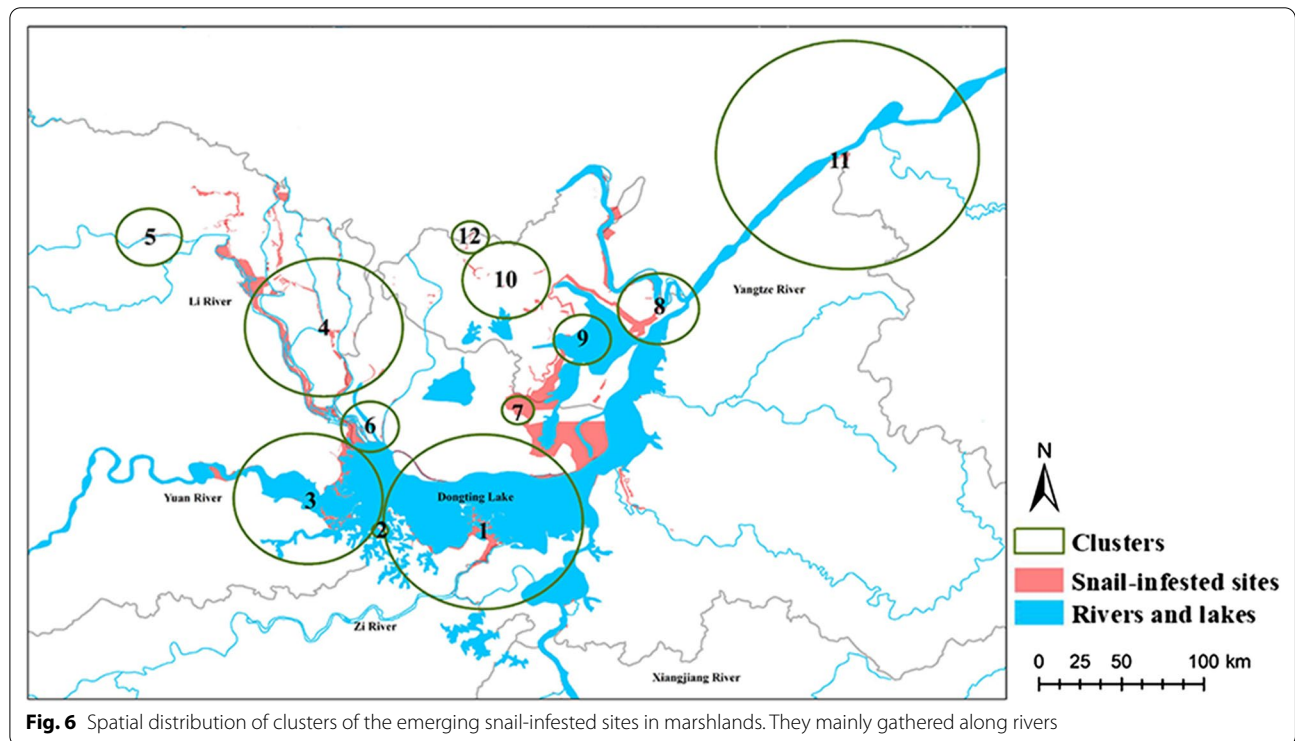 11
5
12
10
Li River
Yangtze River
8
4
9
7
6
N
Yuan River
3
Dongting Lake
2
1
Clusters
Snail-infested sites
Rivers and lakes
Zi River
0 25 50 100 km
Xiangjiang River
Fig. 6 Spatial distribution of clusters of the emerging snail-infested sites in marshlands. They mainly gathered along rivers